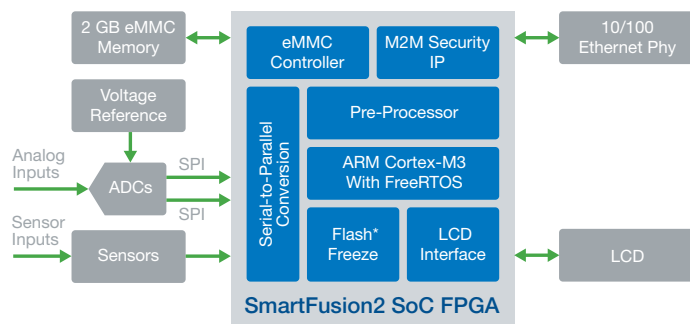 2 GB eMMC
Memory
eMMC
Controller
M2M Security
IP
10/100
Ethernet Phy
Voltage
Reference
Serial-to-Parallel
Conversion
Pre-Processor
Analog
Inputs
ADCs
SPI
SPI
ARM Cortex-M3
With FreeRTOS
Sensor
Inputs
Sensors
Flash*
Freeze
LCD
Interface
LCD
SmartFusion2 SoC FPGA